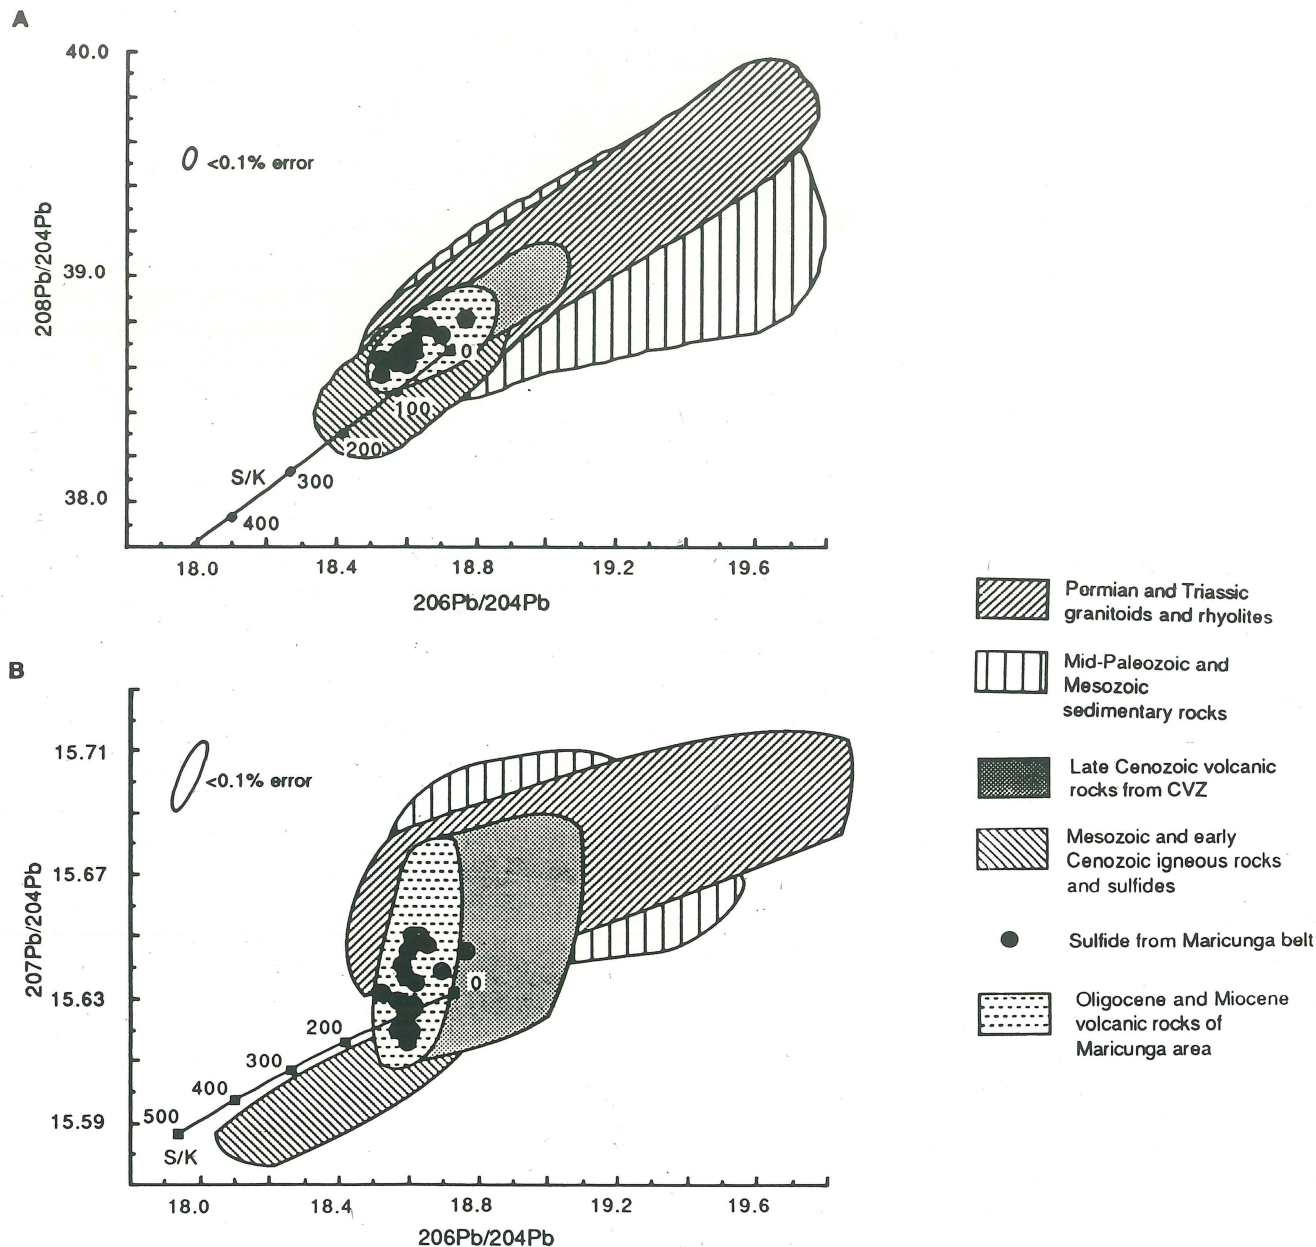 A
40.0
<0.1% error
39.0
208Pb/204Pb
0
100
200
S/K
300
38.0
400
18.0 18.4 18.8 19.2 19.6
206Pb/204Pb
Permian and Triassic
granitoids and rhyolites
Mid-Paleozoic and
Mesozoic
sedimentary rocks
Late Cenozoic volcanic
rocks from CVZ
Mesozoic and early
Cenozoic igneous rocks
and sulfides
Sulfide from Maricunga belt
Oligocene and Miocene
volcanic rocks of
Maricunga area
B
15.71
<0.1% error
15.67
207Pb/204Pb
0
15.63
200
300
400
500
15.59
S/K
18.0 18.4 18.8 19.2 19.6
206Pb/204Pb